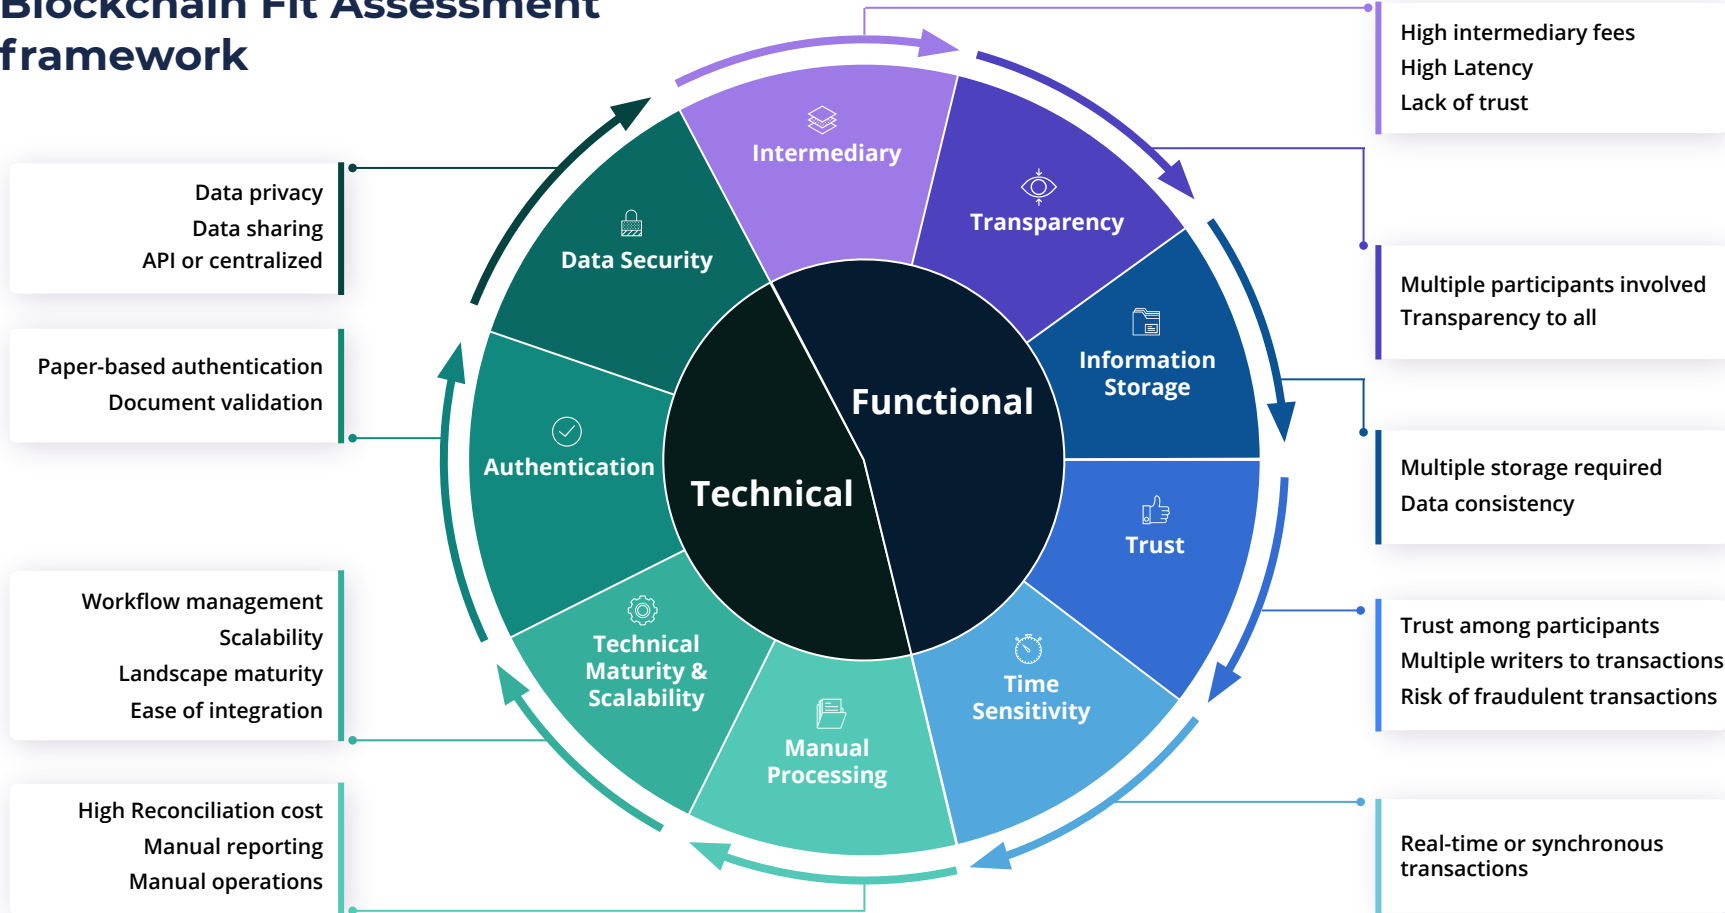 Blockchain Fit Assessment
framework
High intermediary fees
High Latency
Lack of trust
Intermediary
Transparency
Multiple participants involved
Transparency to all
Information
Storage
Multiple storage required
Data consistency
Trust
Trust among participants
Multiple writers to transactions
Risk of fraudulent transactions
Time
Sensitivity
Real-time or synchronous
transactions
Functional
Technical
Data privacy
Data sharing
API or centralized
Data Security
Paper-based authentication
Document validation
Authentication
Workflow management
Scalability
Landscape maturity
Ease of integration
Technical
Maturity &
Scalability
High Reconciliation cost
Manual reporting
Manual operations
Manual
Processing